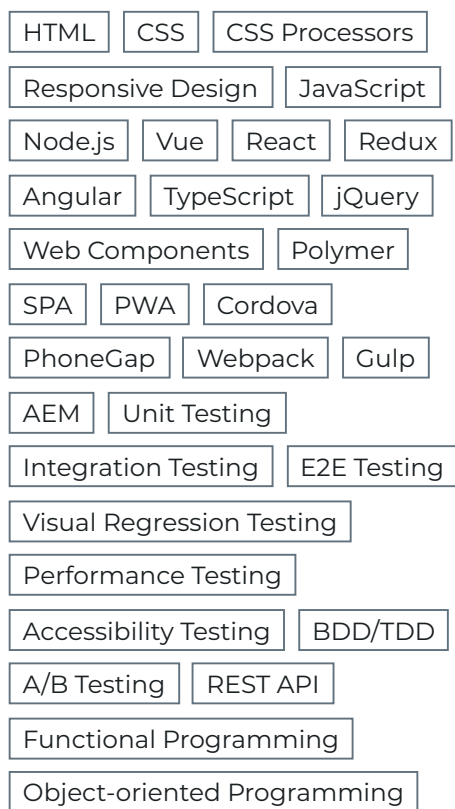 HTML CSS CSS Processors
Responsive Design JavaScript
Node.js Vue React Redux
Angular TypeScript jQuery
Web Components Polymer
SPA PWA Cordova
PhoneGap Webpack Gulp
AEM Unit Testing
Integration Testing E2E Testing
Visual Regression Testing
Performance Testing
Accessibility Testing BDD/TDD
A/B Testing REST API
Functional Programming
Object-oriented Programming